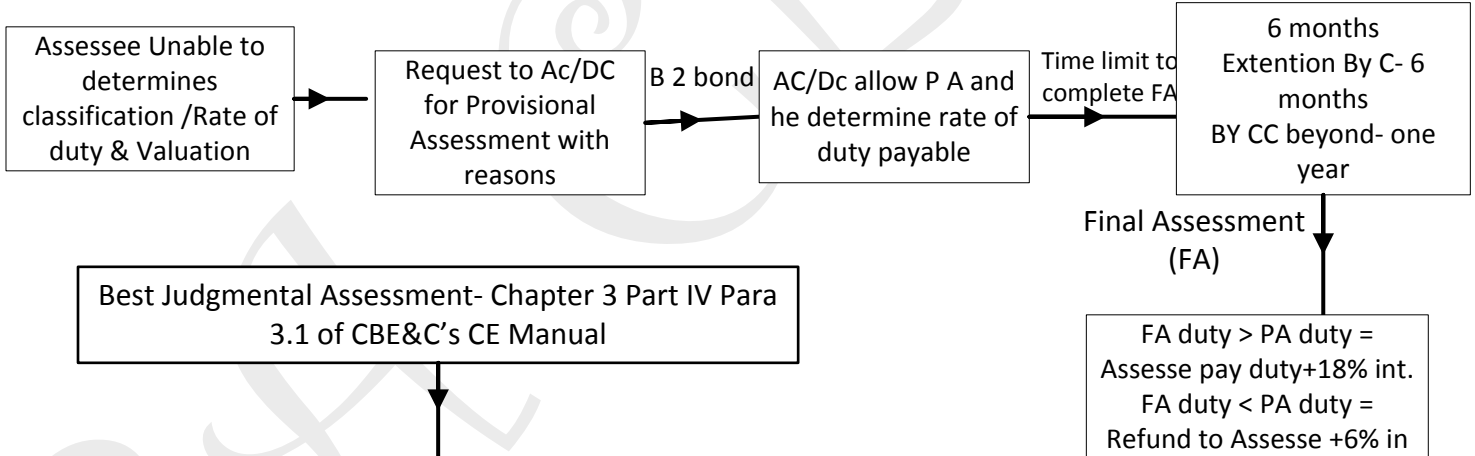 Assessee Unable to
determines
classification /Rate of
duty & Valuation
Request to Ac/DC
for Provisional
Assessment with
reasons
B 2 bond
AC/Dc allow P A and
he determine rate of
duty payable
Time limit to
complete FA
6 months
Extention By C- 6
months
BY CC beyond- one
year
Final Assessment
(FA)
FA duty > PA duty =
Assesse pay duty+18% int.
FA duty < PA duty =
Refund to Assesse +6% in
Best Judgmental Assessment- Chapter 3 Part IV Para
3.1 of CBE&C's CE Manual